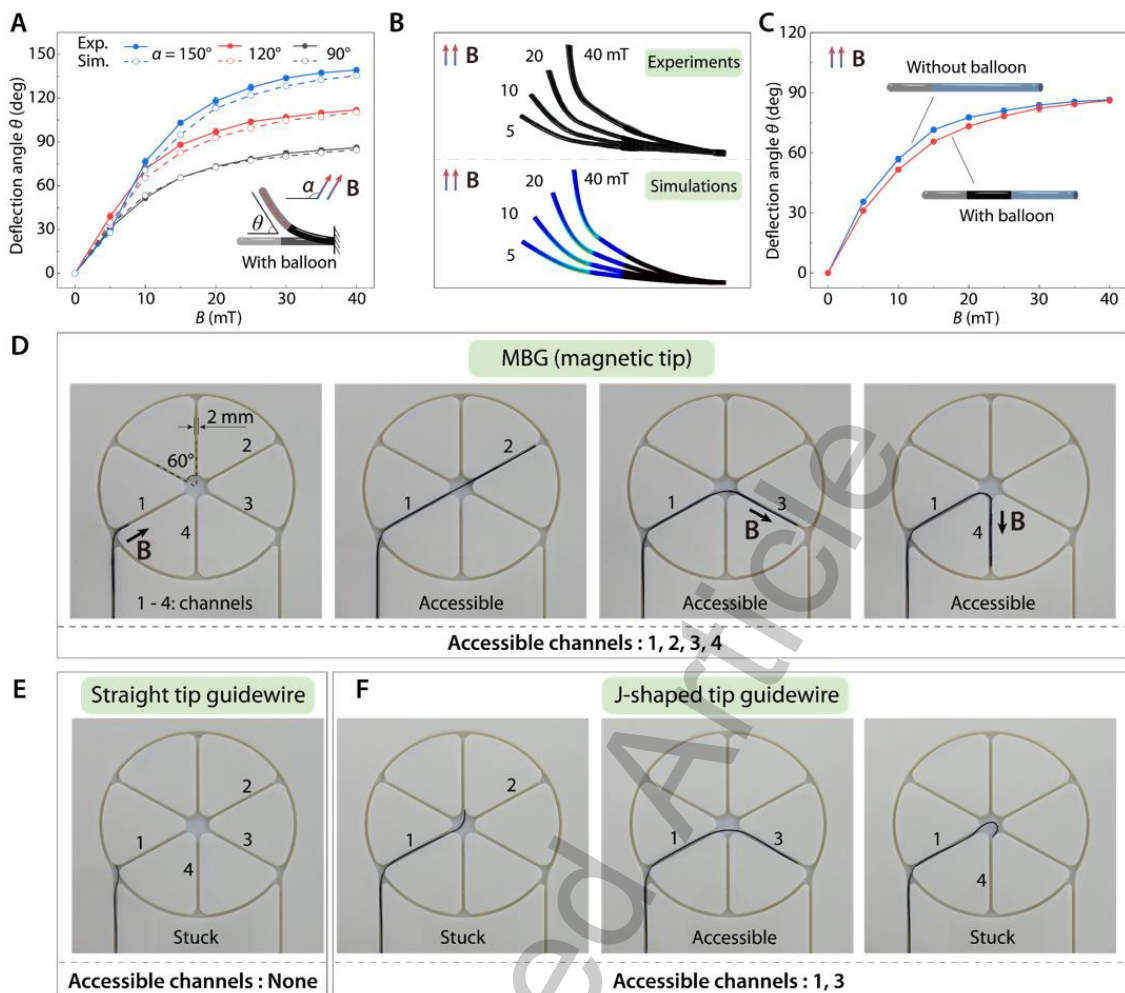 A
Exp.
Sim.
α = 150°
120°
90°
Deflection angle θ (deg)
150
120
90
60
30
0
0 10 20 30 40
B (mT)
α
B
θ
With balloon
B
B
20
40 mT
10
5
Experiments
B
20
40 mT
10
5
Simulations
C
B
Deflection angle θ (deg)
120
90
60
30
0
Without balloon
With balloon
0 10 20 30 40
B (mT)
D
MBG (magnetic tip)
2 mm
60°
1
2
3
4
B
1 - 4: channels
1
2
Accessible
1
3
B
Accessible
1
4
B
Accessible
Accessible channels : 1, 2, 3, 4
E
Straight tip guidewire
1
2
3
4
Stuck
Accessible channels : None
F
J-shaped tip guidewire
1
2
Stuck
1
3
Accessible
1
4
Stuck
Accessible channels : 1, 3
ed Article